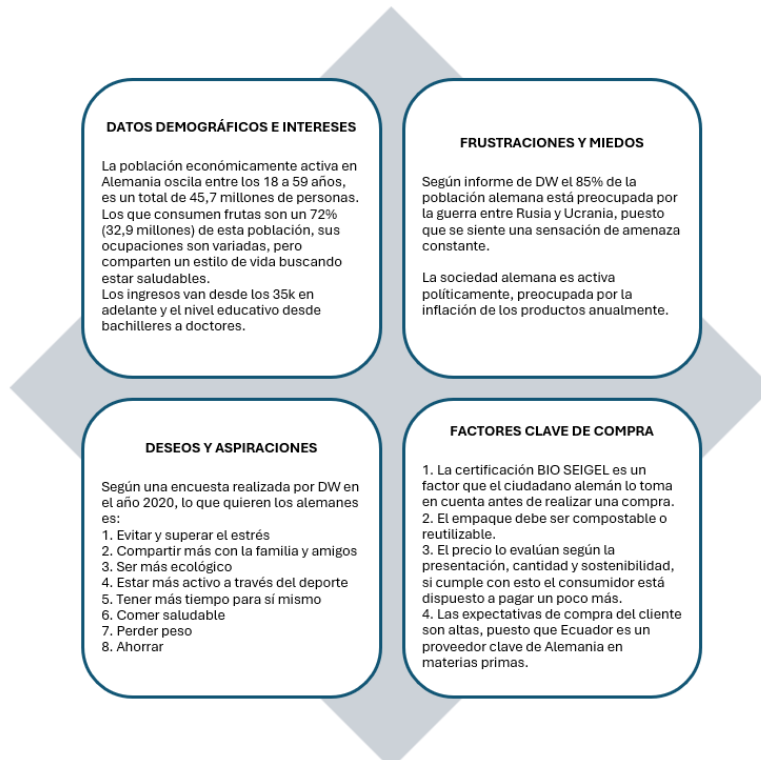 DATOS DEMOGRÁFICOS E INTERESES
La población económicamente activa en
Alemania oscila entre los 18 a 59 años,
es un total de 45,7 millones de personas.
Los que consumen frutas son un 72%
(32,9 millones) de esta población, sus
ocupaciones son variadas, pero
comparten un estilo de vida buscando
estar saludables.
Los ingresos van desde los 35k en
adelante y el nivel educativo desde
bachilleres a doctores.
FRUSTRACIONES Y MIEDOS
Según informe de DW el 85% de la
población alemana está preocupada por
la guerra entre Rusia y Ucrania, puesto
que se siente una sensación de amenaza
constante.
La sociedad alemana es activa
políticamente, preocupada por la
inflación de los productos anualmente.
DESEOS Y ASPIRACIONES
Según una encuesta realizada por DW en
el año 2020, lo que quieren los alemanes
es:
1. Evitar y superar el estrés
2. Compartir más con la familia y amigos
3. Ser más ecológico
4. Estar más activo a través del deporte
5. Tener más tiempo para sí mismo
6. Comer saludable
7. Perder peso
8. Ahorrar
FACTORES CLAVE DE COMPRA
1. La certificación BIO SEIGEL es un
factor que el ciudadano alemán lo toma
en cuenta antes de realizar una compra.
2. El empaque debe ser compostable o
reutilizable.
3. El precio lo evalúan según la
presentación, cantidad y sostenibilidad,
si cumple con esto el consumidor está
dispuesto a pagar un poco más.
4. Las expectativas de compra del cliente
son altas, puesto que Ecuador es un
proveedor clave de Alemania en
materias primas.